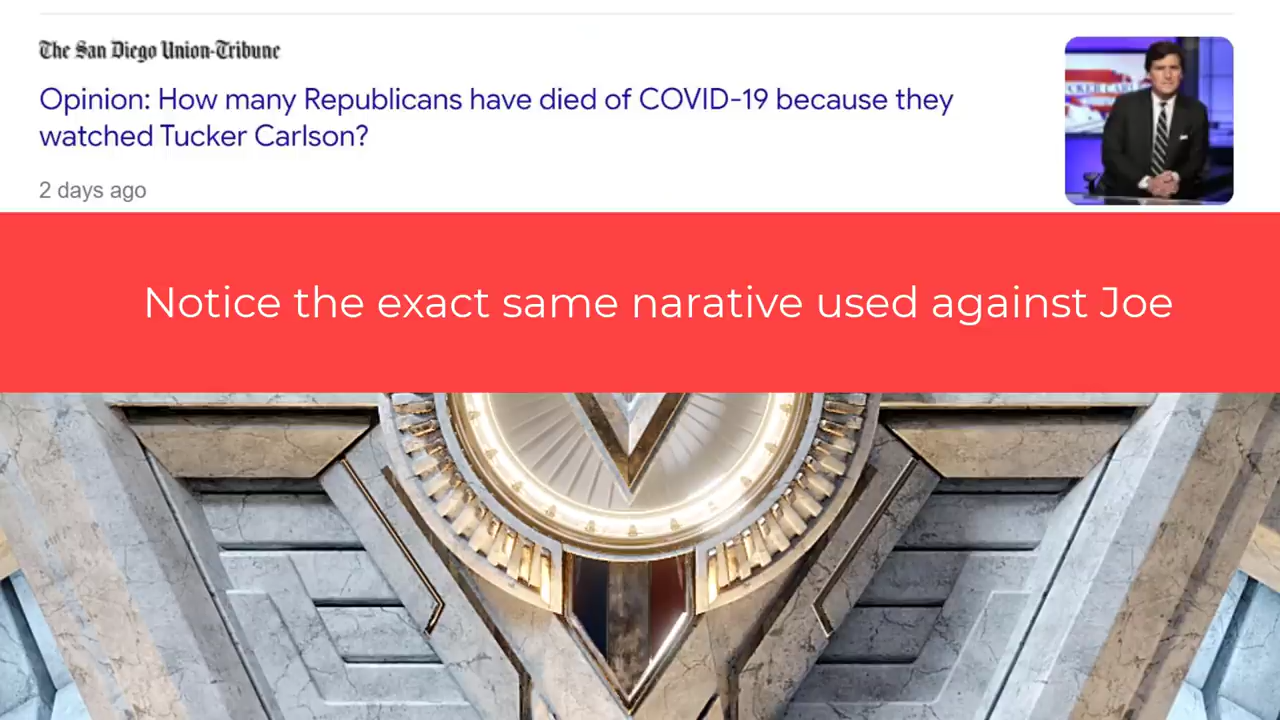 The San Diego Union-Tribune
Opinion: How many Republicans have died of COVID-19 because they
watched Tucker Carlson?
2 days ago
Notice the exact same narative used against Joe